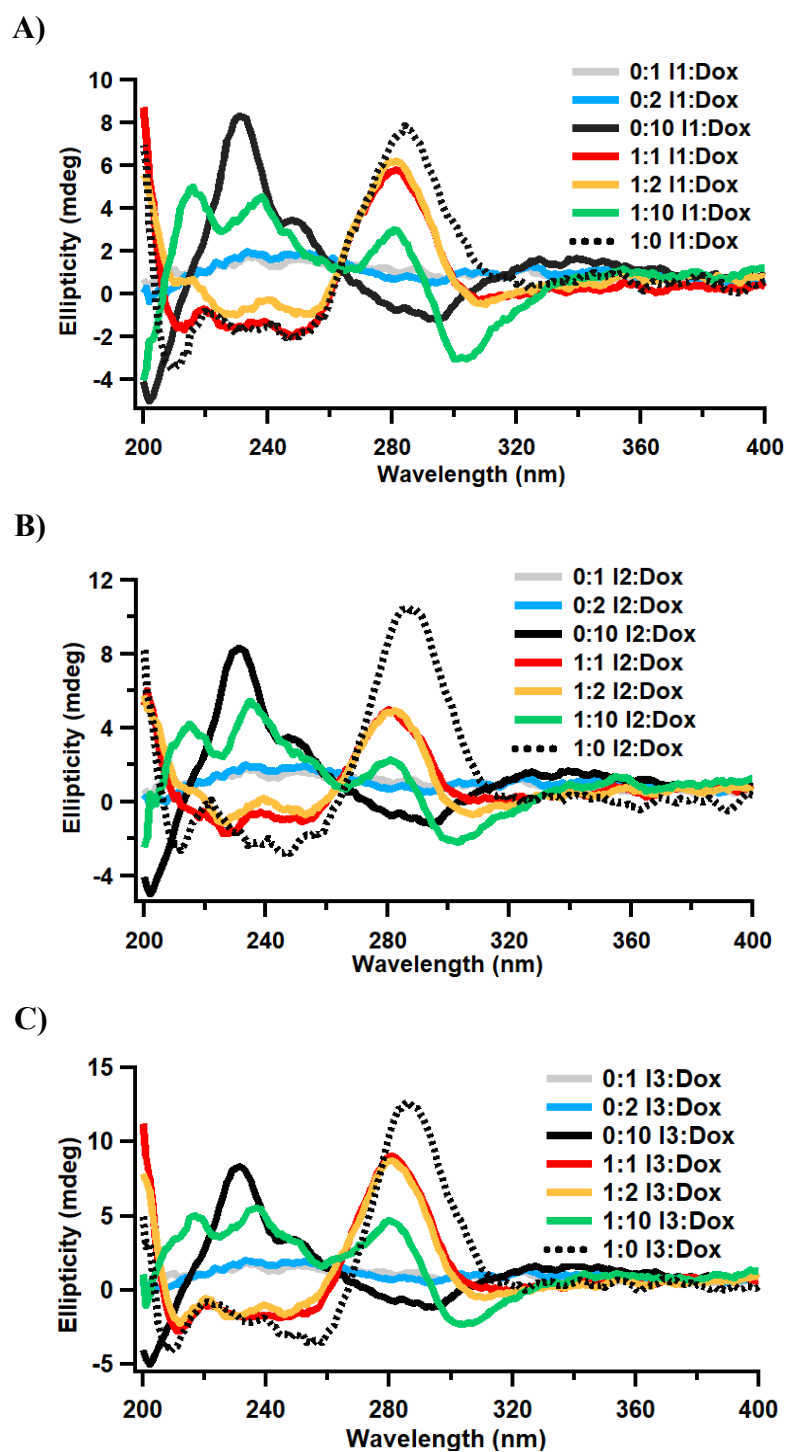 A)
10
8
6
4
2
0
-2
-4
Ellipticity (mdeg)
0:1 I1:Dox
0:2 I1:Dox
0:10 I1:Dox
1:1 I1:Dox
1:2 I1:Dox
1:10 I1:Dox
1:0 I1:Dox
200 240 280 320 360 400
Wavelength (nm)
B)
12
8
4
0
-4
Ellipticity (mdeg)
0:1 I2:Dox
0:2 I2:Dox
0:10 I2:Dox
1:1 I2:Dox
1:2 I2:Dox
1:10 I2:Dox
1:0 I2:Dox
200 240 280 320 360 400
Wavelength (nm)
C)
15
10
5
0
-5
Ellipticity (mdeg)
0:1 I3:Dox
0:2 I3:Dox
0:10 I3:Dox
1:1 I3:Dox
1:2 I3:Dox
1:10 I3:Dox
1:0 I3:Dox
200 240 280 320 360 400
Wavelength (nm)